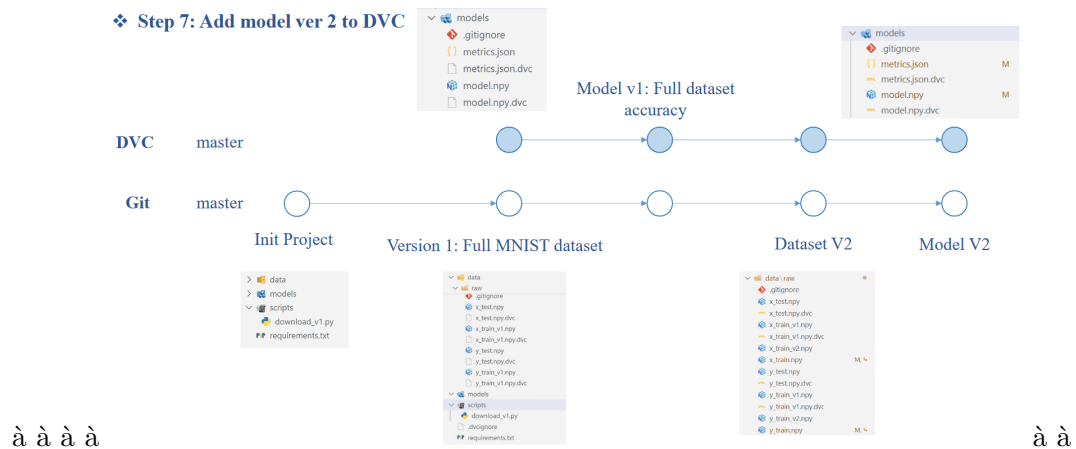 ❖ Step 7: Add model ver 2 to DVC
models
.gitignore
metrics.json
metrics.json.dvc
model.npy
model.npy.dvc
models
.gitignore
metrics.json M
metrics.json.dvc
model.npy M
model.npy.dvc
Model v1: Full dataset
accuracy
DVC master
Git master
Init Project
Version 1: Full MNIST dataset
Dataset V2
Model V2
data
models
scripts
download_v1.py
requirements.txt
data
raw
.gitignore
x_test.npy
x_test.npy.dvc
x_train_v1.npy
x_train_v1.npy.dvc
y_test.npy
y_test.npy.dvc
y_train_v1.npy
y_train_v1.npy.dvc
models
scripts
download_v1.py
.dvcignore
requirements.txt
data\raw
.gitignore
x_test.npy
x_test.npy.dvc
x_train_v1.npy
x_train_v1.npy.dvc
x_train_v2.npy
x_train.npy M,
y_test.npy
y_test.npy.dvc
y_train_v1.npy
y_train_v1.npy.dvc
y_train_v2.npy
y_train.npy M,
à à à à
à à